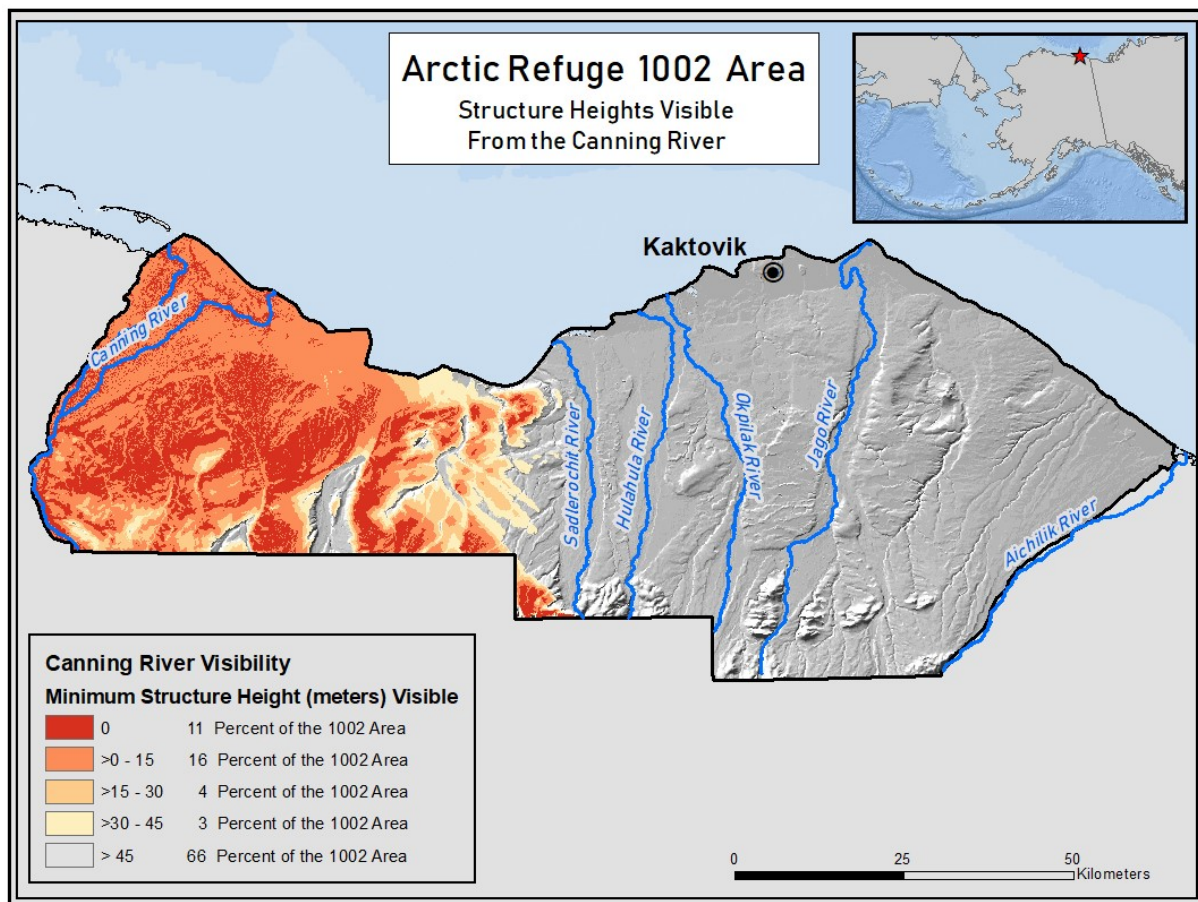 Arctic Refuge 1002 Area
Structure Heights Visible
From the Canning River
Kaktovik
Canning River
Sadlerochit River
Hulahula River
Okpilak River
Jago River
Aichilik River
Canning River Visibility
Minimum Structure Height (meters) Visible
0 11 Percent of the 1002 Area
>0 - 15 16 Percent of the 1002 Area
>15 - 30 4 Percent of the 1002 Area
>30 - 45 3 Percent of the 1002 Area
> 45 66 Percent of the 1002 Area
0 25 50
Kilometers